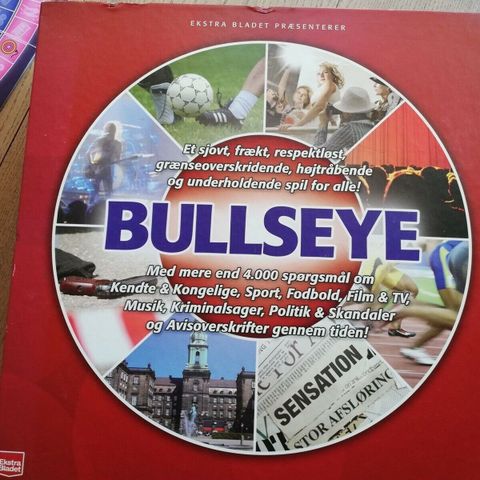 EKSTRA BLADET PRÆSENTERER
Et sjovt, frækt, respektløst,
grænseoverskridende, højtråbende
og underholdende spil for alle!
BULLSEYE
Med mere end 4.000 spørgsmål om
Kendte & Kongelige, Sport, Fodbold, Film & TV,
Musik, Kriminalsager, Politik & Skandaler
og Avisoverskrifter gennem tiden!
SENSATION
STOR AFSLØRING
Ekstra
Bladet